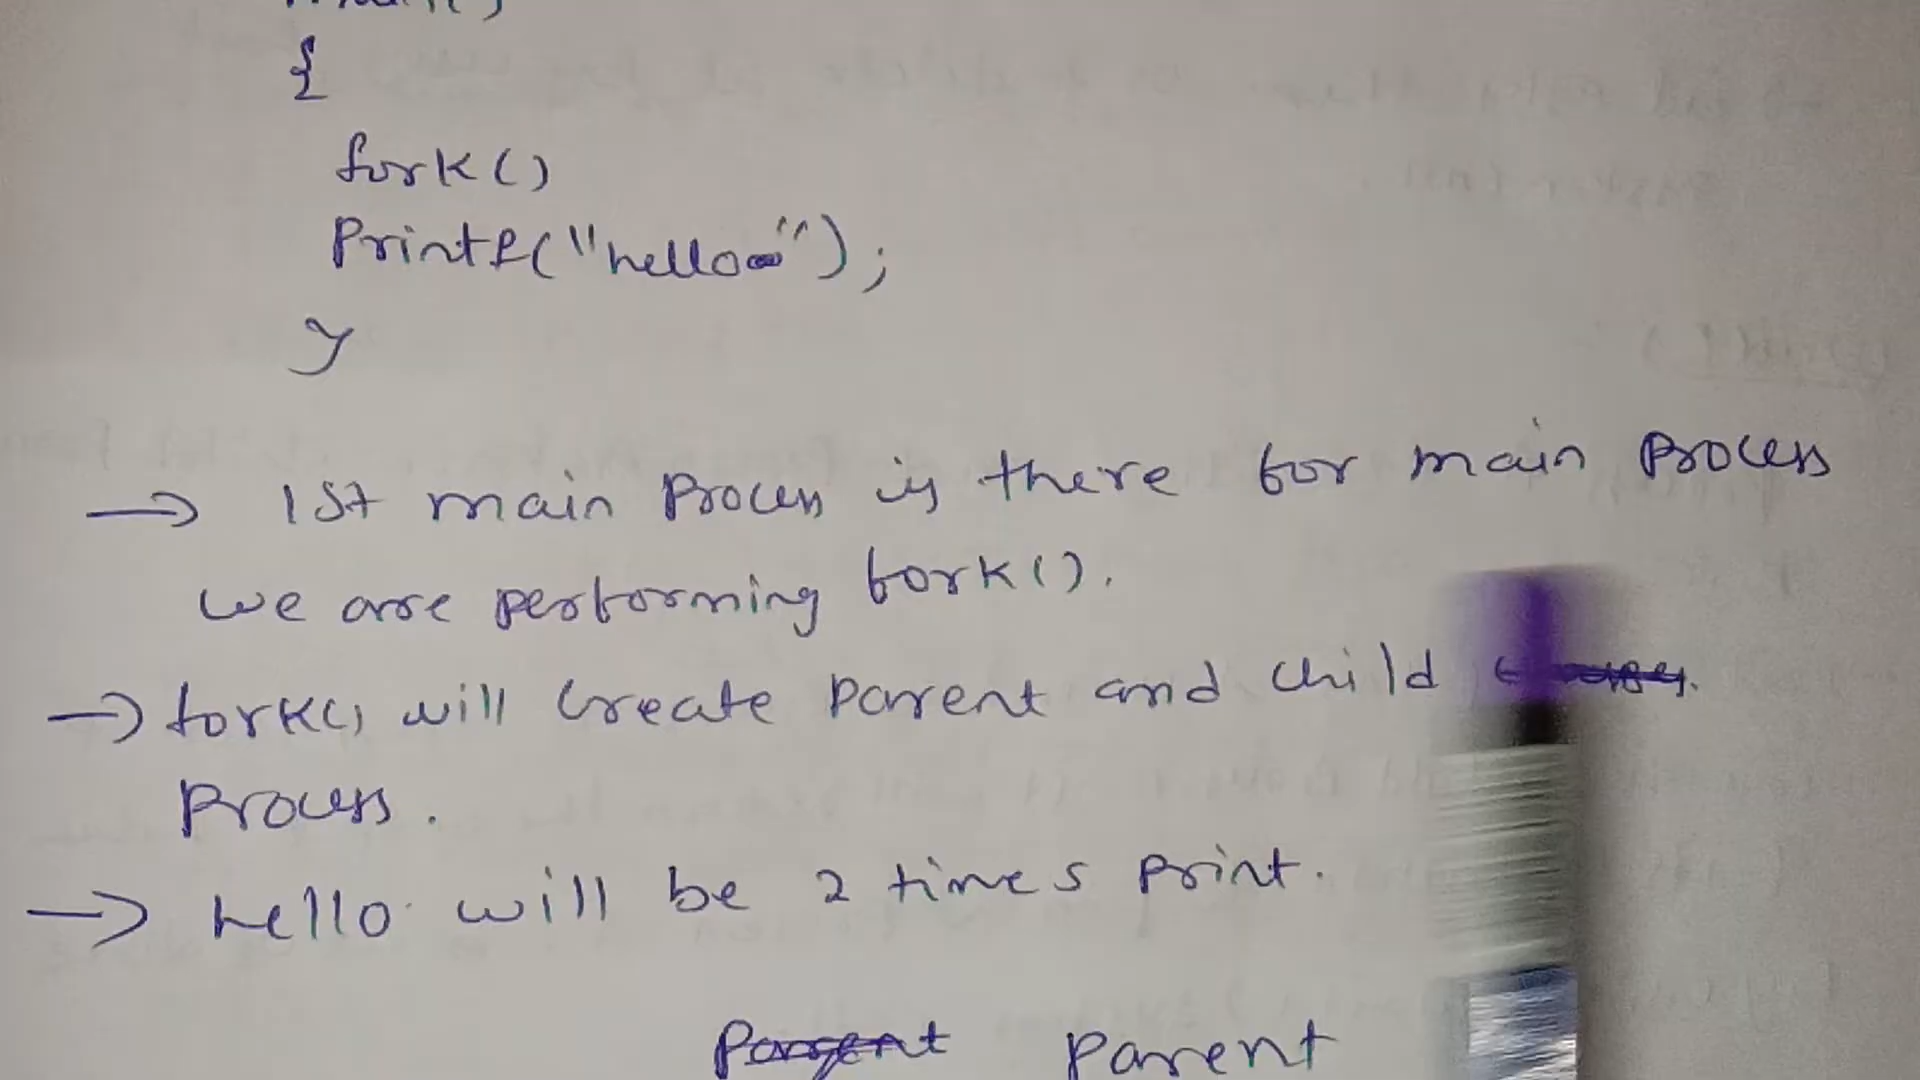 {
fork()
Printf("hello");
}
→ 1st main process is there for main process
we are performing fork().
→ fork() will create parent and child
process.
→ hello will be 2 times print.
Parent Parent